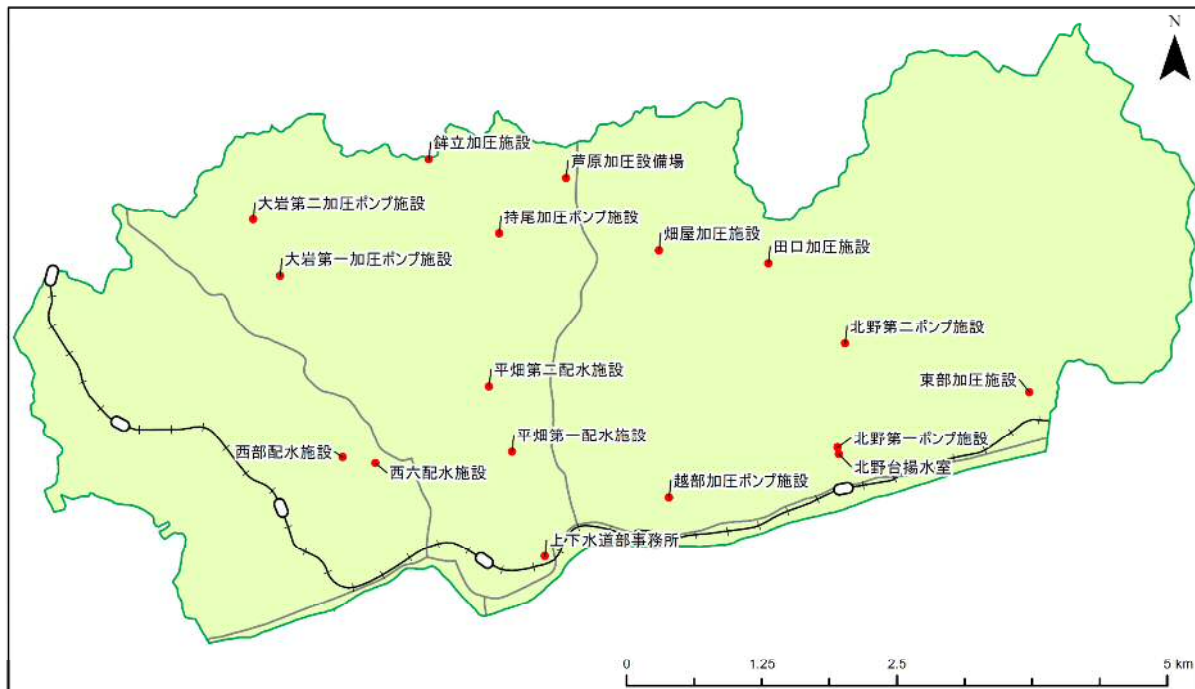 N
鉾立加圧施設
芦原加圧設備場
大岩第二加圧ポンプ施設
持尾加圧ポンプ施設
畑屋加圧施設
田口加圧施設
大岩第一加圧ポンプ施設
北野第二ポンプ施設
平畑第二配水施設
東部加圧施設
平畑第一配水施設
北野第一ポンプ施設
西部配水施設
西六配水施設
北野台揚水室
越部加圧ポンプ施設
上下水道部事務所
0 1.25 2.5 5 km